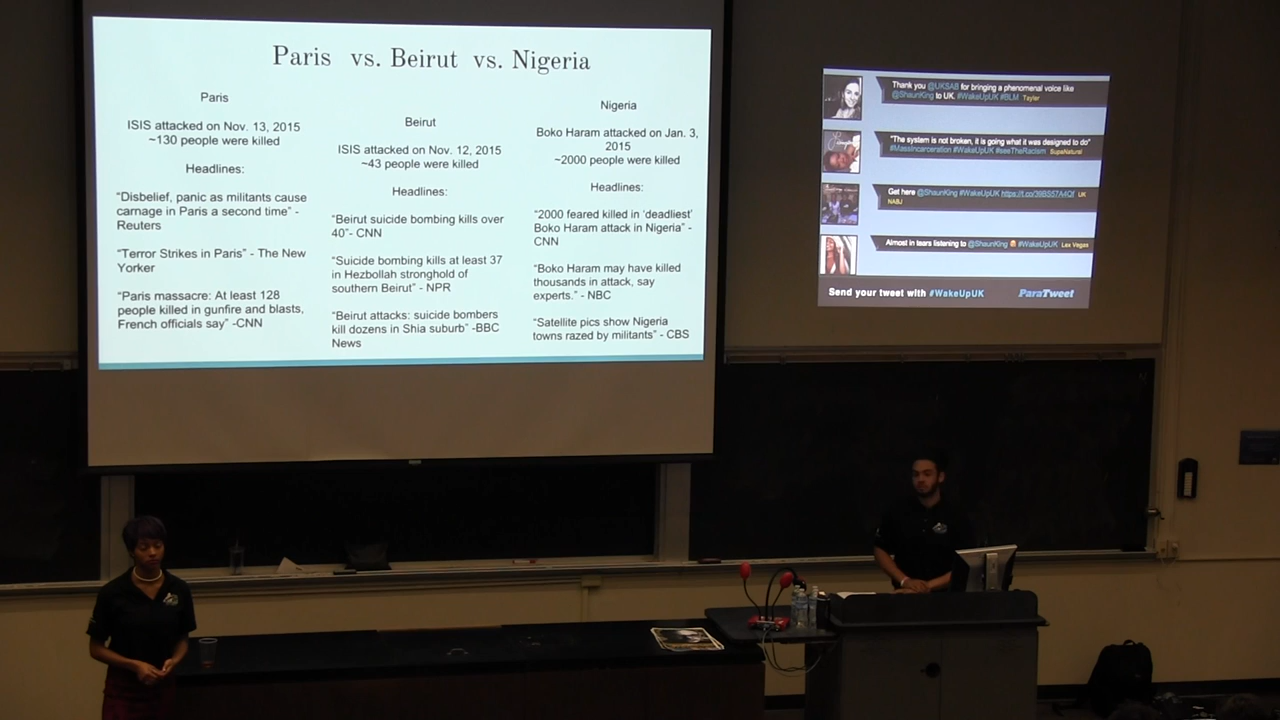 Paris vs. Beirut vs. Nigeria
Paris
ISIS attacked on Nov. 13, 2015
~130 people were killed
Headlines:
“Disbelief, panic as militants cause
carnage in Paris a second time” -
Reuters
“Terror Strikes in Paris” - The New
Yorker
“Paris massacre: At least 128
people killed in gunfire and blasts,
French officials say” -CNN
Beirut
ISIS attacked on Nov. 12, 2015
~43 people were killed
Headlines:
“Beirut suicide bombing kills over
40”- CNN
“Suicide bombing kills at least 37
in Hezbollah stronghold of
southern Beirut” - NPR
“Beirut attacks: suicide bombers
kill dozens in Shia suburb” -BBC
News
Nigeria
Boko Haram attacked on Jan. 3,
2015
~2000 people were killed
Headlines:
“2000 feared killed in ‘deadliest’
Boko Haram attack in Nigeria” -
CNN
“Boko Haram may have killed
thousands in attack, say
experts.” - NBC
“Satellite pics show Nigeria
towns razed by militants” - CBS
Thank you @UKSAB for bringing a phenomenal voice like
@ShaunKing to UK. #WakeUpUK #BLM Tayler
"The system is not broken, it is going what it was designed to do"
#MassIncarceration #WakeUpUK #seeTheRacism SupaNatural
Get here @ShaunKing #WakeUpUK UK
NABJ
Almost in tears listening to @ShaunKing #WakeUpUK Lex Vegas
Send your tweet with #WakeUpUK ParaTweet